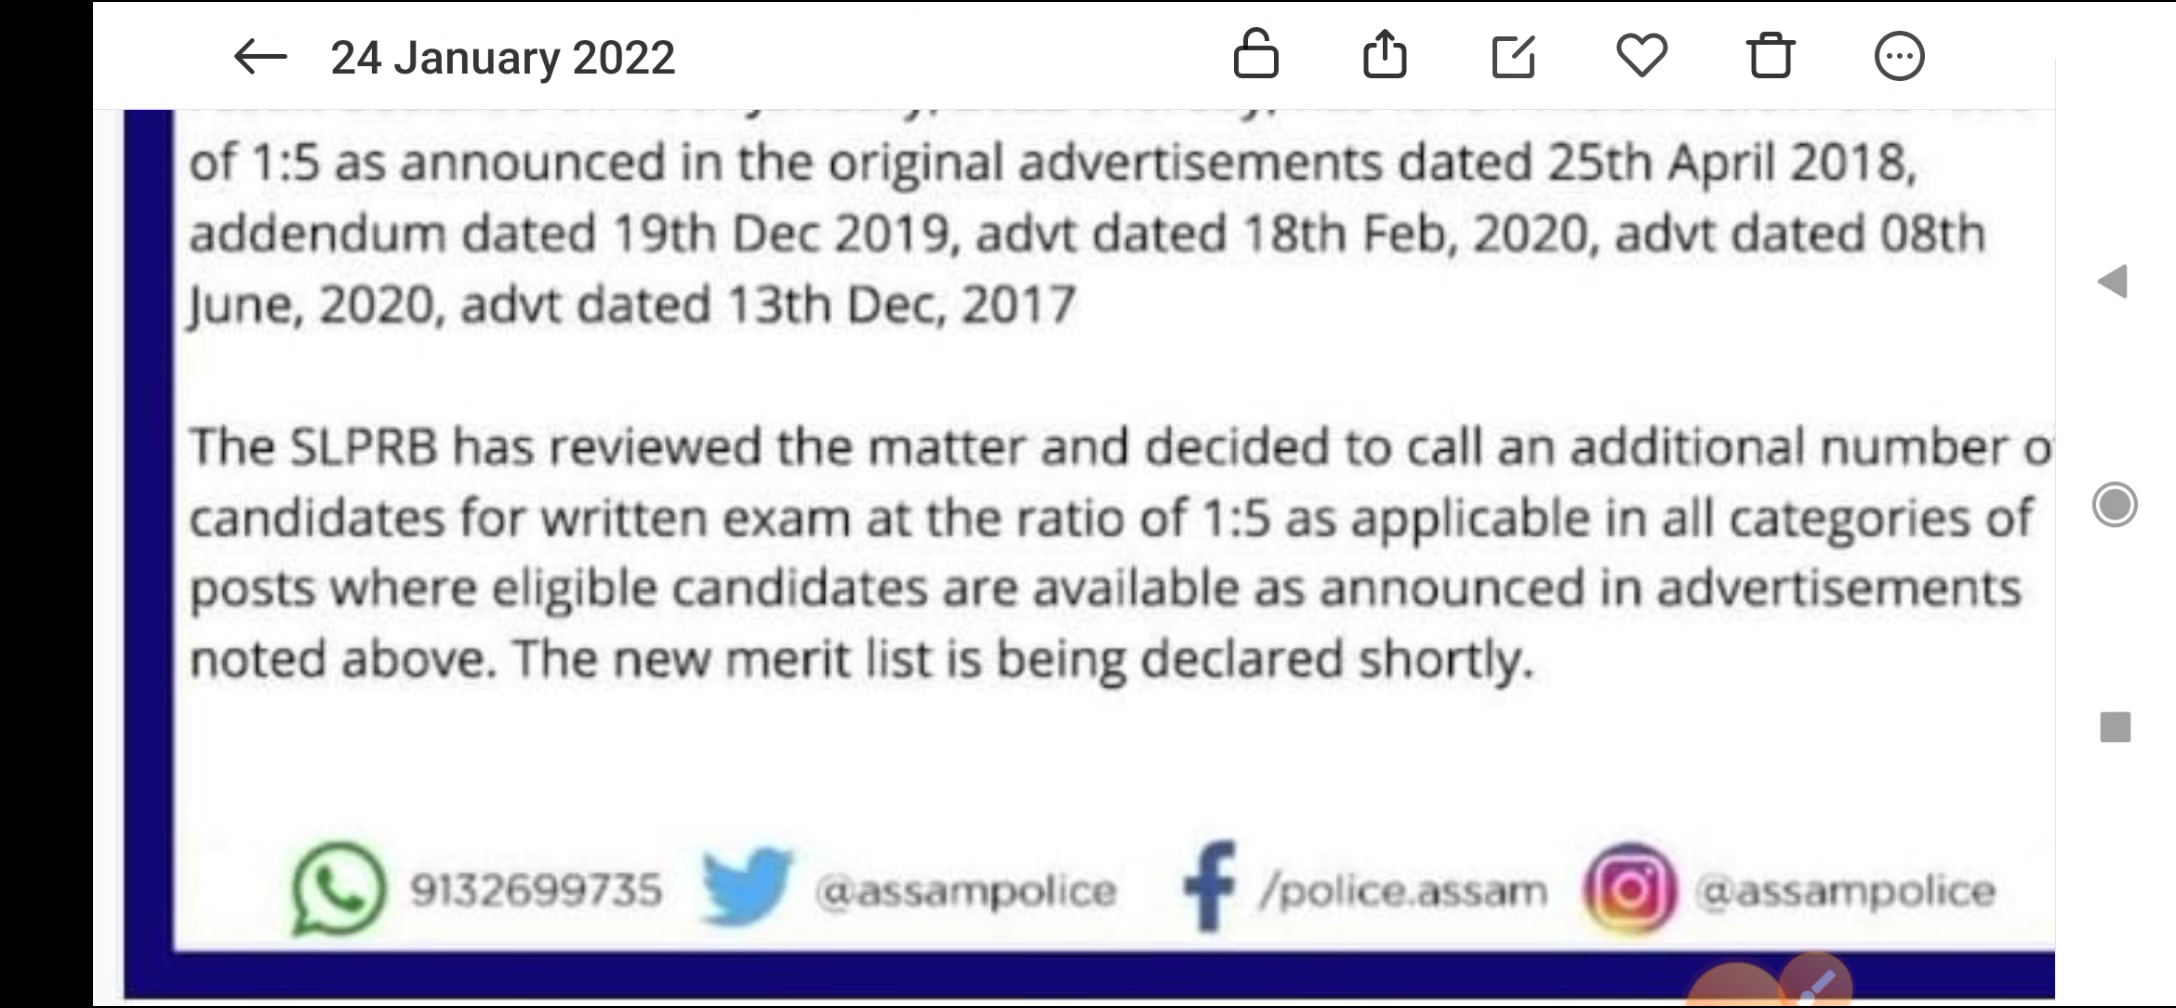 24 January 2022
of 1:5 as announced in the original advertisements dated 25th April 2018,
addendum dated 19th Dec 2019, advt dated 18th Feb, 2020, advt dated 08th
June, 2020, advt dated 13th Dec, 2017
The SLPRB has reviewed the matter and decided to call an additional number
candidates for written exam at the ratio of 1:5 as applicable in all categories of
posts where eligible candidates are available as announced in advertisements
noted above. The new merit list is being declared shortly.
9132699735 @assampolice /police.assam @assampolice